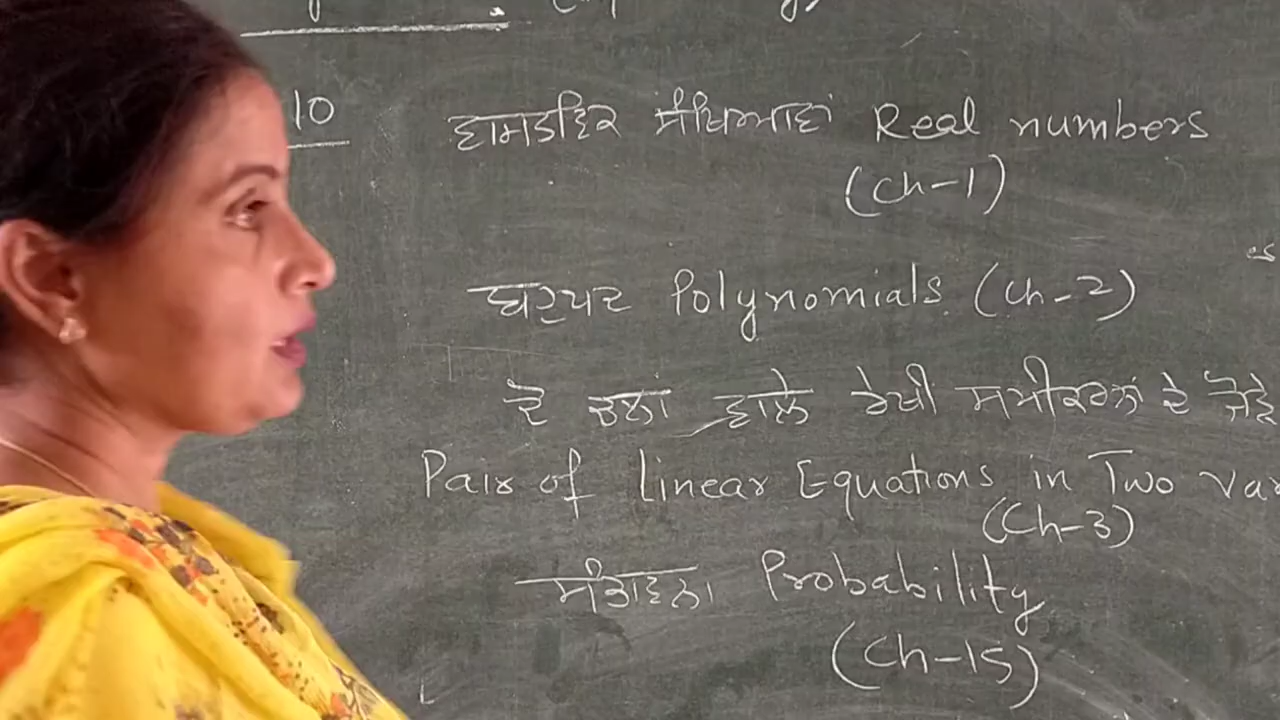 10 ਵਾਸਤਵਿਕ ਸੰਖਿਆਵਾਂ Real numbers
(Ch-1)
ਬਹੁਪਦ Polynomials (Ch-2)
ਦੋ ਚਲਾਂ ਵਾਲੇ ਰੇਖੀ ਸਮੀਕਰਨਾਂ ਦੇ ਜੋੜੇ
Pair of Linear Equations in Two Var
(Ch-3)
ਸੰਭਾਵਨਾ Probability
(Ch-15)